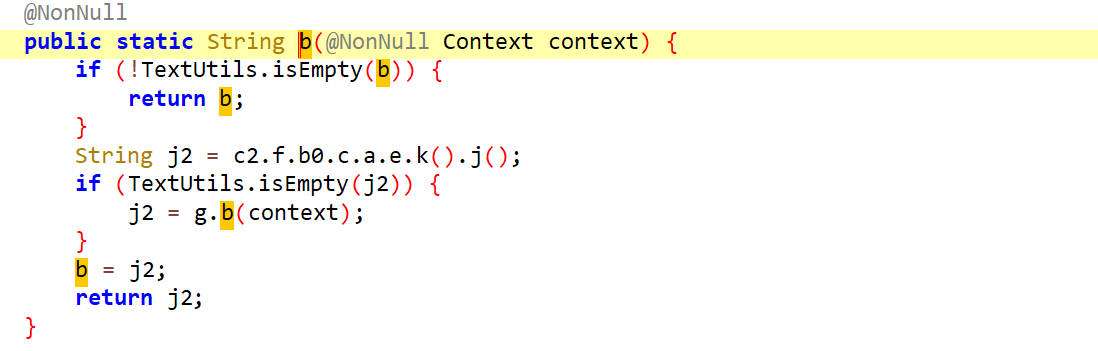 @NonNull
public static String b(@NonNull Context context) {
if (!TextUtils.isEmpty(b)) {
return b;
}
String j2 = c2.f.b0.c.a.e.k().j();
if (TextUtils.isEmpty(j2)) {
j2 = g.b(context);
}
b = j2;
return j2;
}